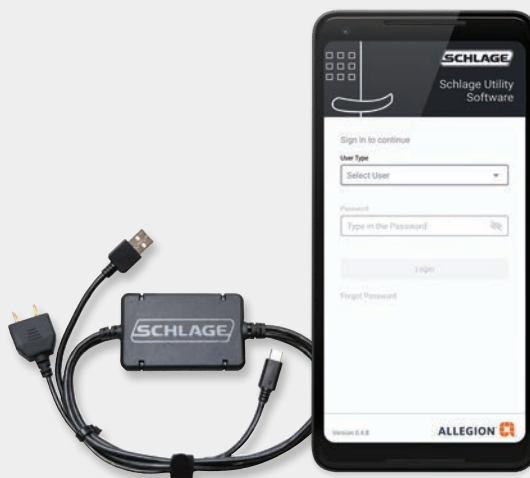 SCHLAGE
Schlage Utility
Software
Sign in to continue
User Type
Select User
Password
Type in the Password
Login
Forgot Password
Version 0.4.8
ALLEGION
SCHLAGE